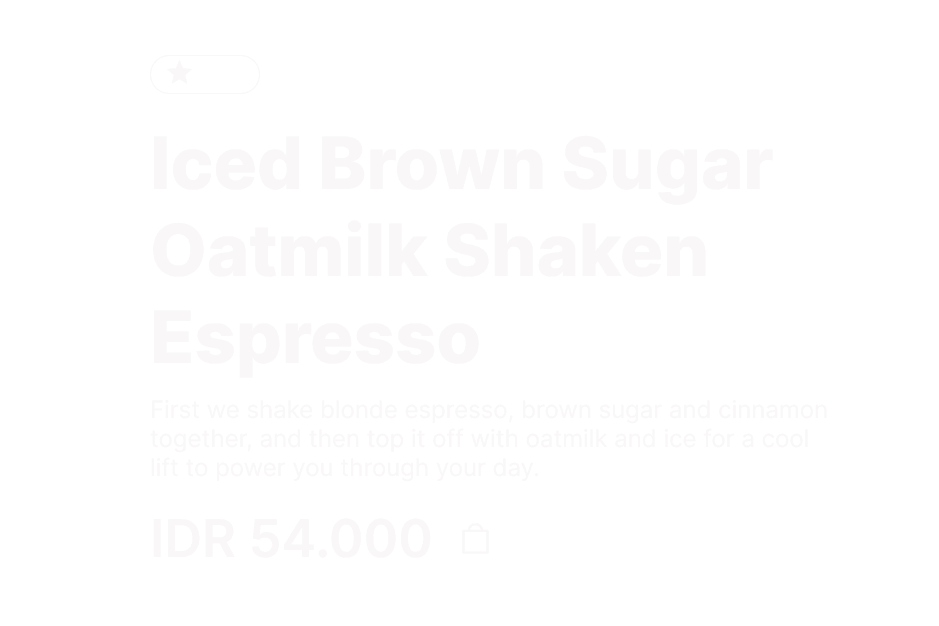 Iced Brown Sugar
Oatmilk Shaken
Espresso
First we shake blonde espresso, brown sugar and cinnamon
together, and then top it off with oatmilk and ice for a cool
lift to power you through your day.
IDR 54.000